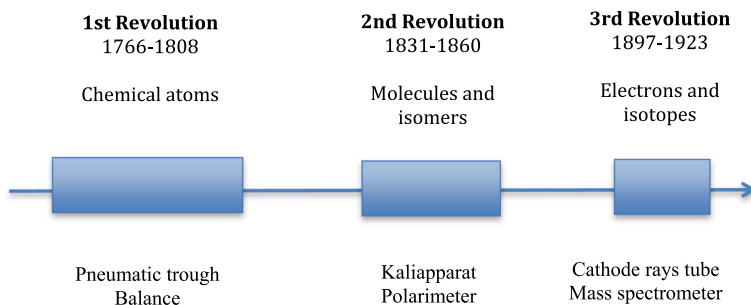 1st Revolution
1766-1808
Chemical atoms
2nd Revolution
1831-1860
Molecules and
isomers
3rd Revolution
1897-1923
Electrons and
isotopes
Pneumatic trough
Balance
Kaliapparat
Polarimeter
Cathode rays tube
Mass spectrometer